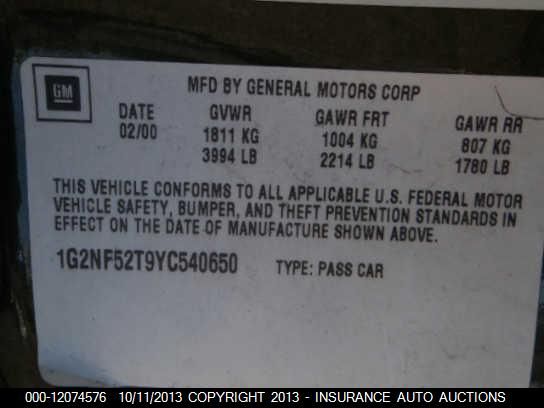 GM
MFD BY GENERAL MOTORS CORP
DATE GVWR GAWR FRT GAWR RR
02/00 1811 KG 1004 KG 807 KG
3994 LB 2214 LB 1780 LB
THIS VEHICLE CONFORMS TO ALL APPLICABLE U.S. FEDERAL MOTOR
VEHICLE SAFETY, BUMPER, AND THEFT PREVENTION STANDARDS IN
EFFECT ON THE DATE OF MANUFACTURE SHOWN ABOVE.
1G2NF52T9YC540650 TYPE: PASS CAR
000-12074576 10/11/2013 COPYRIGHT 2013 - INSURANCE AUTO AUCTIONS